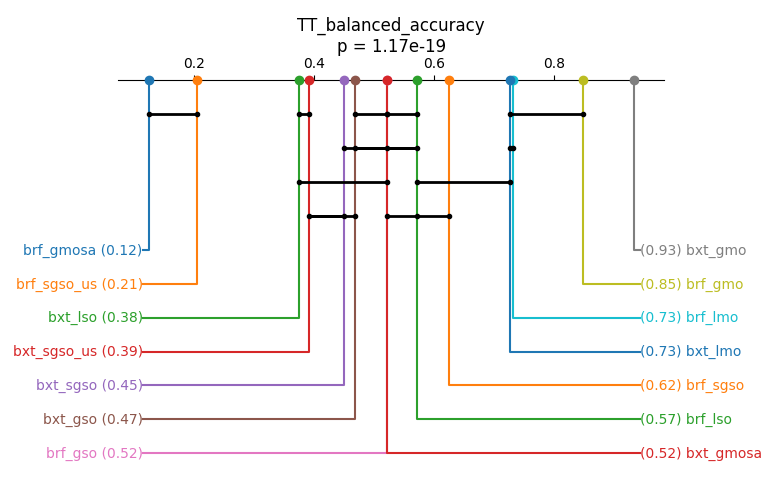 TT_balanced_accuracy
p = 1.17e-19
0.2 0.4 0.6 0.8
brf_gmosa (0.12) (0.93) bxt_gmo
brf_sgso_us (0.21) (0.85) brf_gmo
bxt_lso (0.38) (0.73) brf_lmo
bxt_sgso_us (0.39) (0.73) bxt_lmo
bxt_sgso (0.45) (0.62) brf_sgso
bxt_gso (0.47) (0.57) brf_lso
brf_gso (0.52) (0.52) bxt_gmosa